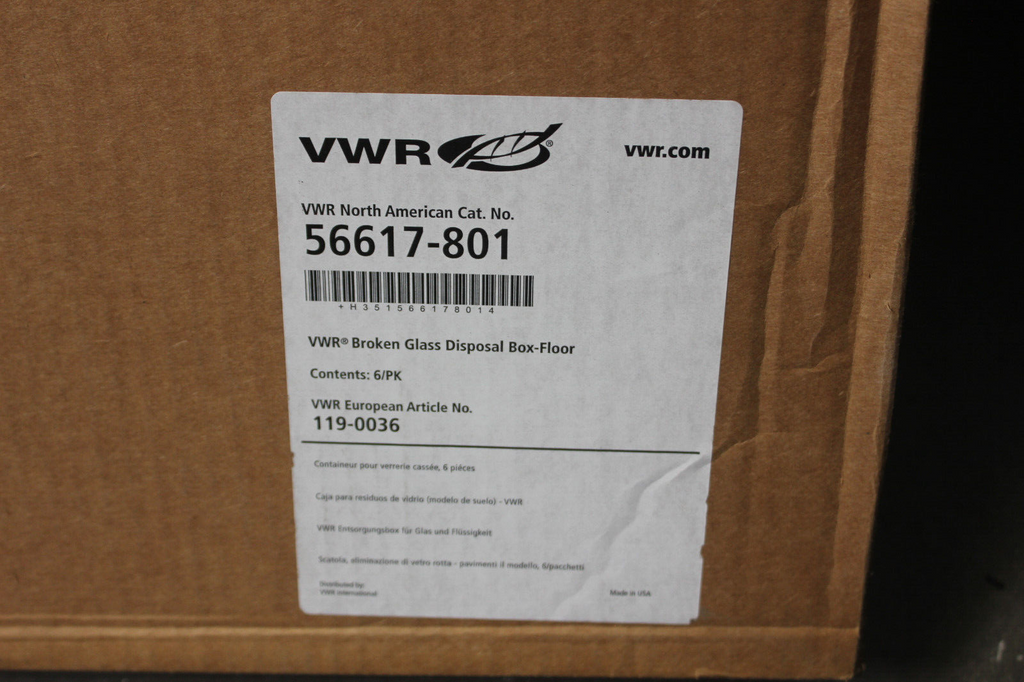 VWR®
vwr.com
VWR North American Cat. No.
56617-801
+H351566178014
VWR® Broken Glass Disposal Box-Floor
Contents: 6/PK
VWR European Article No.
119-0036
Containeur pour verrerie cassée, 6 pièces
Caja para residuos de vidrio (modelo de suelo) - VWR
VWR Entsorgungsbox für Glas und Flüssigkeit
Scatola, eliminazione di vetro rotta - pavimenti il modello, 6/pacchetti
Distributed by:
VWR International
Made in USA